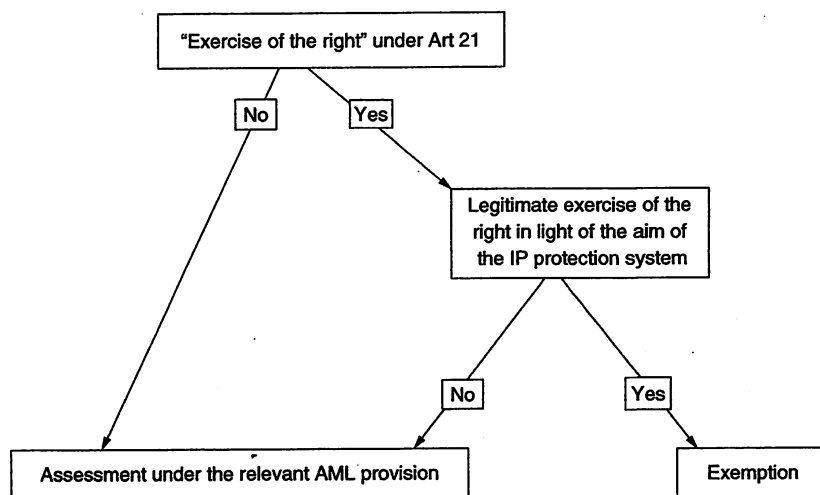 “Exercise of the right” under Art 21
No
Yes
Legitimate exercise of the
right in light of the aim of
the IP protection system
No
Yes
Assessment under the relevant AML provision
Exemption